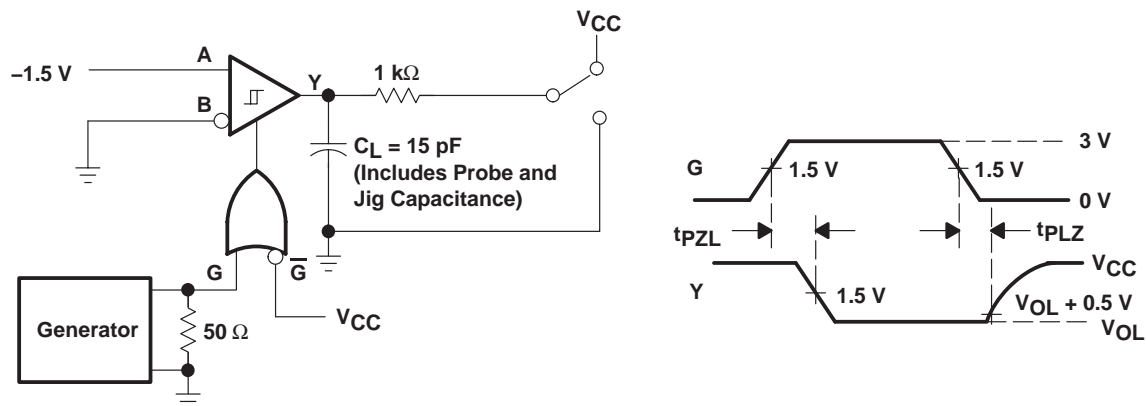 VCC
A
–1.5 V
Y
1 kΩ
B
CL = 15 pF
(Includes Probe and
Jig Capacitance)
G
G
VCC
Generator
50 Ω
3 V
G
1.5 V
1.5 V
0 V
tPZL
tPLZ
VCC
Y
1.5 V
VOL + 0.5 V
VOL